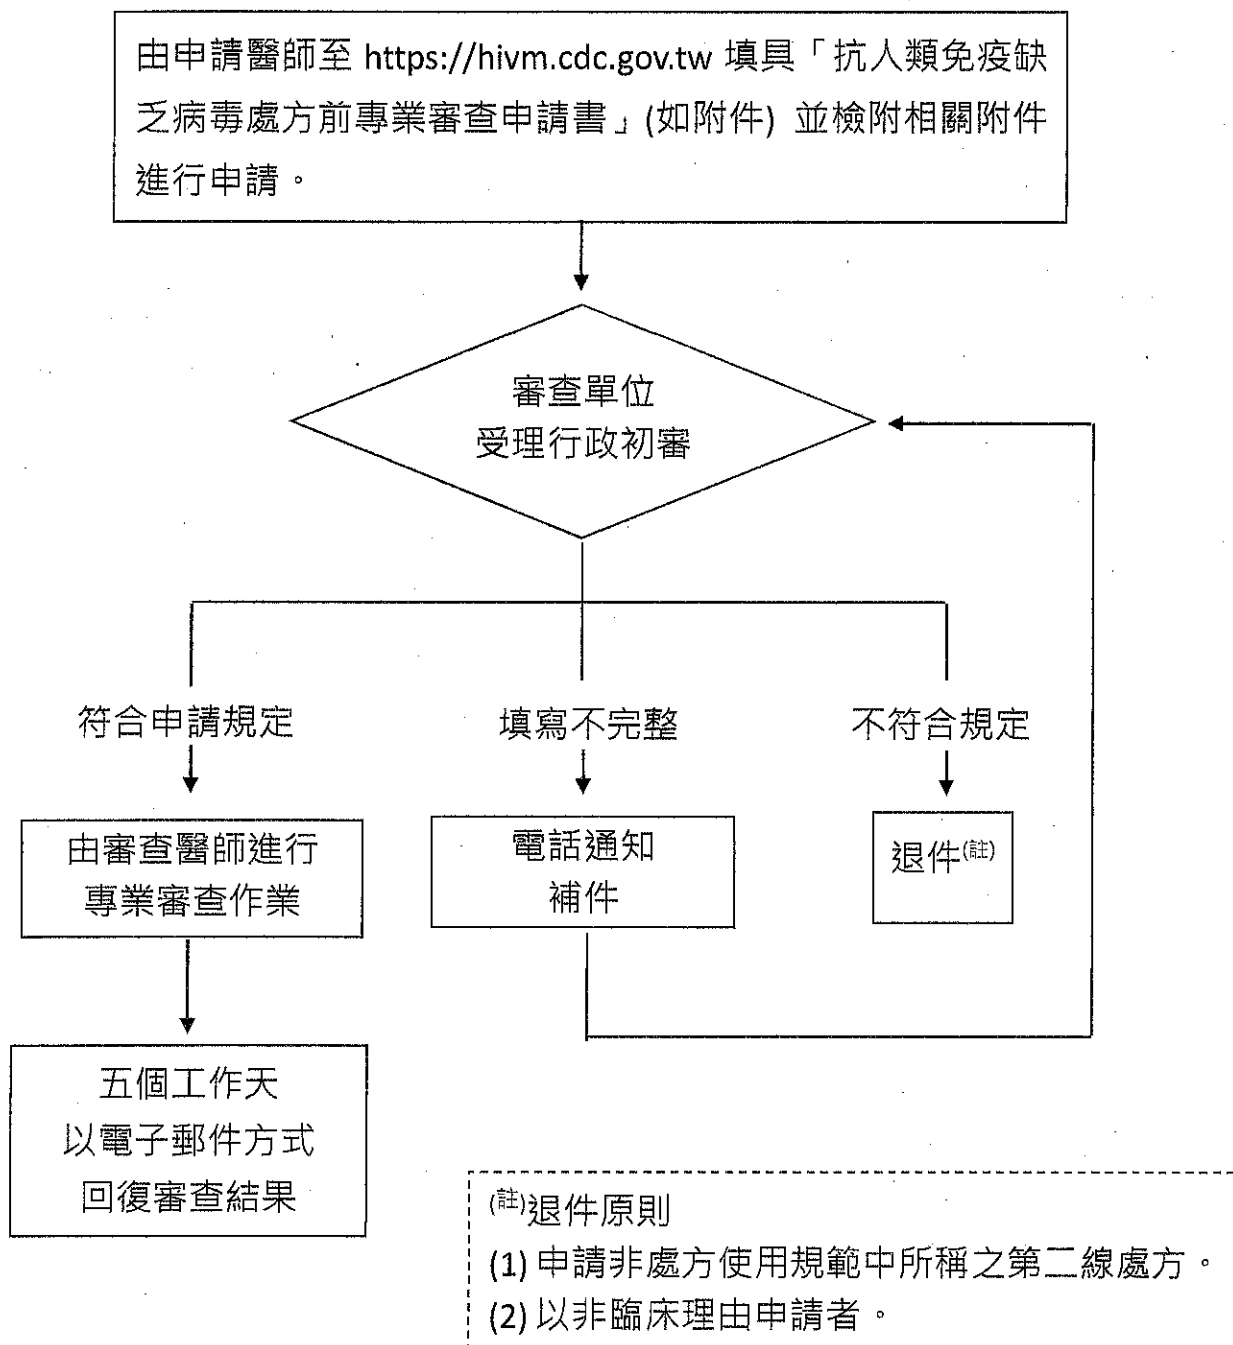 由申請醫師至 https://hivm.cdc.gov.tw 填具「抗人類免疫缺
乏病毒處方前專業審查申請書」(如附件) 並檢附相關附件
進行申請。
審查單位
受理行政初審
符合申請規定
填寫不完整
不符合規定
由審查醫師進行
專業審查作業
電話通知
補件
退件(註)
五個工作天
以電子郵件方式
回復審查結果
(註)退件原則
(1) 申請非處方使用規範中所稱之第二線處方。
(2) 以非臨床理由申請者。